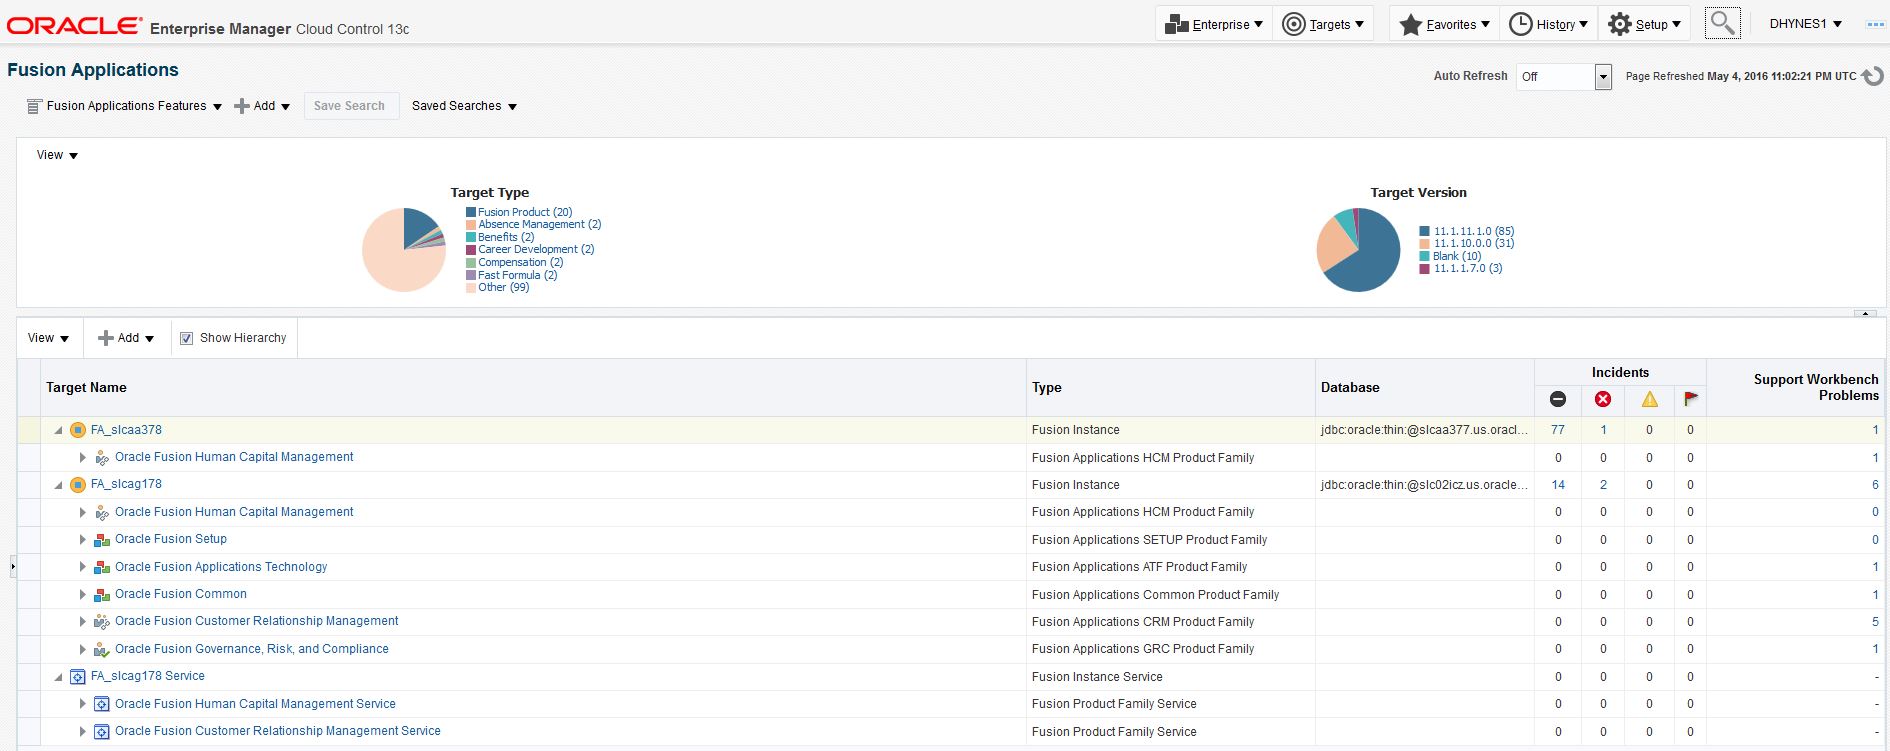 ORACLE Enterprise Manager Cloud Control 13c
Enterprise Targets Favorites History Setup DHYNES1
Fusion Applications
Auto Refresh Off Page Refreshed May 4, 2016 11:02:21 PM UTC
Fusion Applications Features Add Save Search Saved Searches
View
Target Type
Fusion Product (20)
Absence Management (2)
Benefits (2)
Career Development (2)
Compensation (2)
Fast Formula (2)
Other (99)
Target Version
11.1.11.1.0 (85)
11.1.10.0.0 (31)
Blank (10)
11.1.1.7.0 (3)
View Add Show Hierarchy
Target Name Type Database Incidents Support Workbench Problems
FA_slcaa378 Fusion Instance jdbc:oracle:thin:@slcaa377.us.oracl... 77 1 0 0 1
Oracle Fusion Human Capital Management Fusion Applications HCM Product Family 0 0 0 0 1
FA_slcag178 Fusion Instance jdbc:oracle:thin:@slc02icz.us.oracle... 14 2 0 0 6
Oracle Fusion Human Capital Management Fusion Applications HCM Product Family 0 0 0 0 0
Oracle Fusion Setup Fusion Applications SETUP Product Family 0 0 0 0 0
Oracle Fusion Applications Technology Fusion Applications ATF Product Family 0 0 0 0 1
Oracle Fusion Common Fusion Applications Common Product Family 0 0 0 0 1
Oracle Fusion Customer Relationship Management Fusion Applications CRM Product Family 0 0 0 0 5
Oracle Fusion Governance, Risk, and Compliance Fusion Applications GRC Product Family 0 0 0 0 1
FA_slcag178 Service Fusion Instance Service 0 0 0 0 -
Oracle Fusion Human Capital Management Service Fusion Product Family Service 0 0 0 0 -
Oracle Fusion Customer Relationship Management Service Fusion Product Family Service 0 0 0 0 -